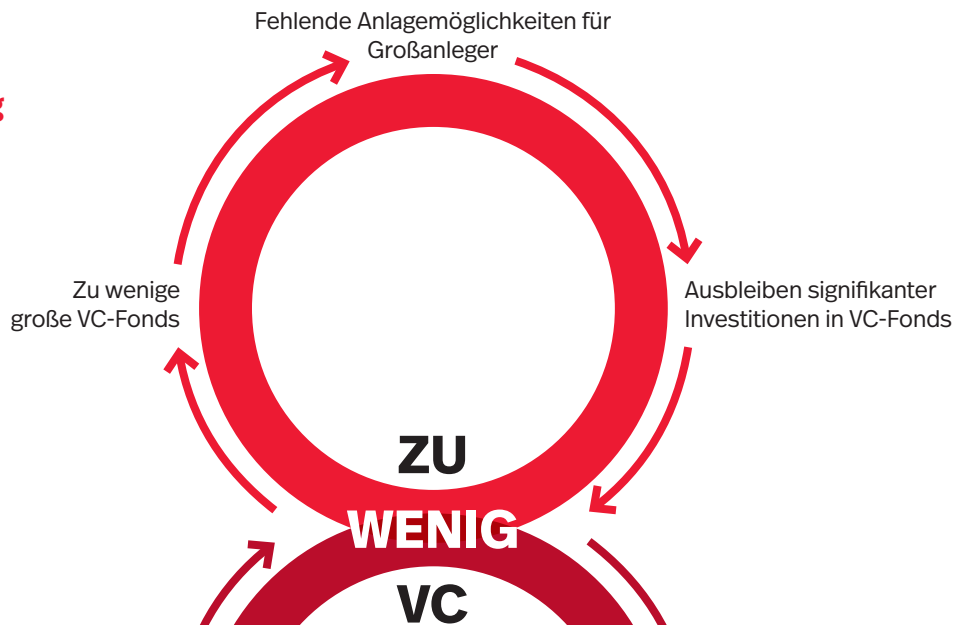 Fehlende Anlagemöglichkeiten für
Großanleger
g
Zu wenige
große VC-Fonds
Ausbleiben signifikanter
Investitionen in VC-Fonds
ZU
WENIG
VC